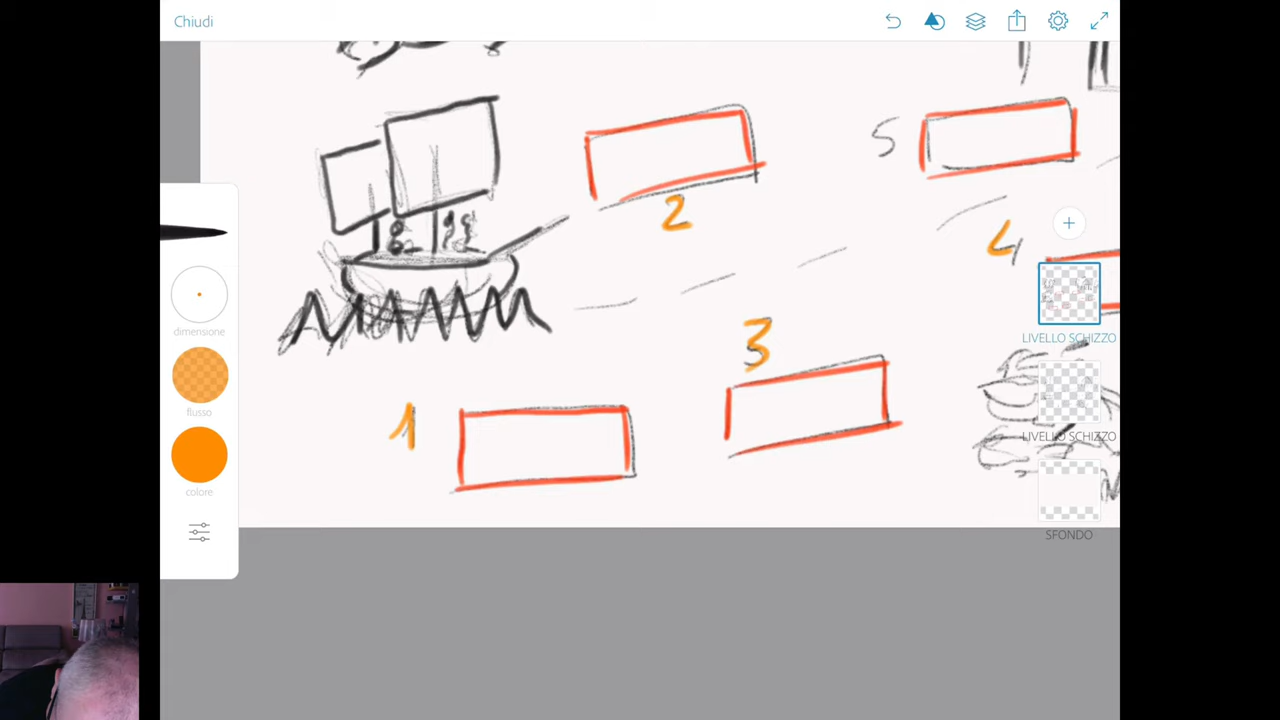 Chiudi
2
5
4
dimensione
3
LIVELLO SCHIZZO
flusso
1
LIVELLO SCHIZZO
colore
SFONDO